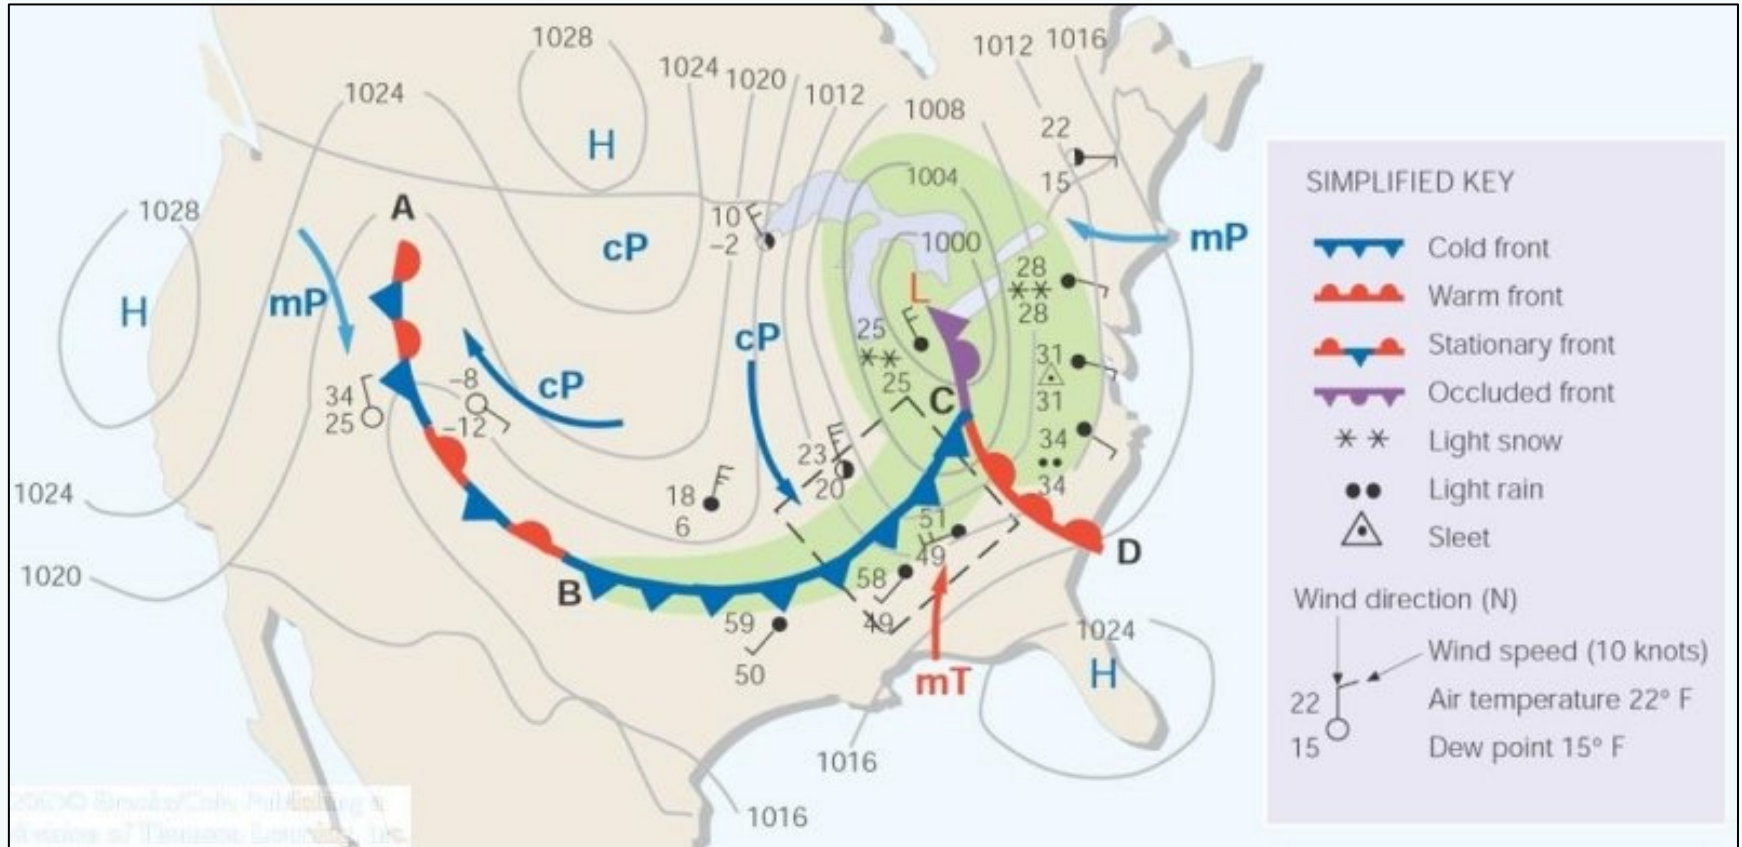 1028
1012
1016
1024
1020
1024
1012
1008
22
15
H
1004
1028
A
10
-2
cP
1000
mP
mP
H
L
28
**
28
25
**
25
cP
31
31
34
25
-8
-12
cP
C
34
34
23
20
18
6
1024
51
49
D
1020
B
58
49
59
50
1024
H
mT
1016
1016
SIMPLIFIED KEY
Cold front
Warm front
Stationary front
Occluded front
** Light snow
Light rain
Sleet
Wind direction (N)
Wind speed (10 knots)
22
Air temperature 22° F
15
Dew point 15° F